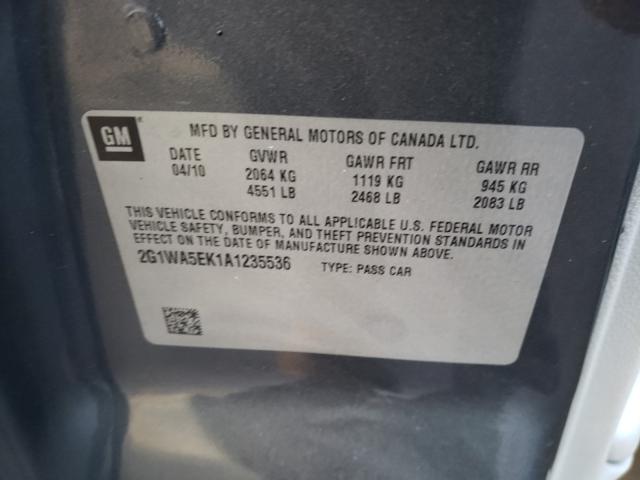 GM
MFD BY GENERAL MOTORS OF CANADA LTD.
DATE GVWR GAWR FRT GAWR RR
04/10 2064 KG 1119 KG 945 KG
4551 LB 2468 LB 2083 LB
THIS VEHICLE CONFORMS TO ALL APPLICABLE U.S. FEDERAL MOTOR
VEHICLE SAFETY, BUMPER, AND THEFT PREVENTION STANDARDS IN
EFFECT ON THE DATE OF MANUFACTURE SHOWN ABOVE.
2G1WA5EK1A1235536 TYPE: PASS CAR